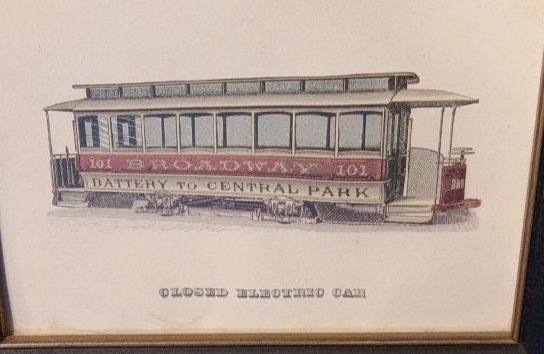 101 BROADWAY 101
BATTERY TO CENTRAL PARK
CLOSED ELECTRIC CAR